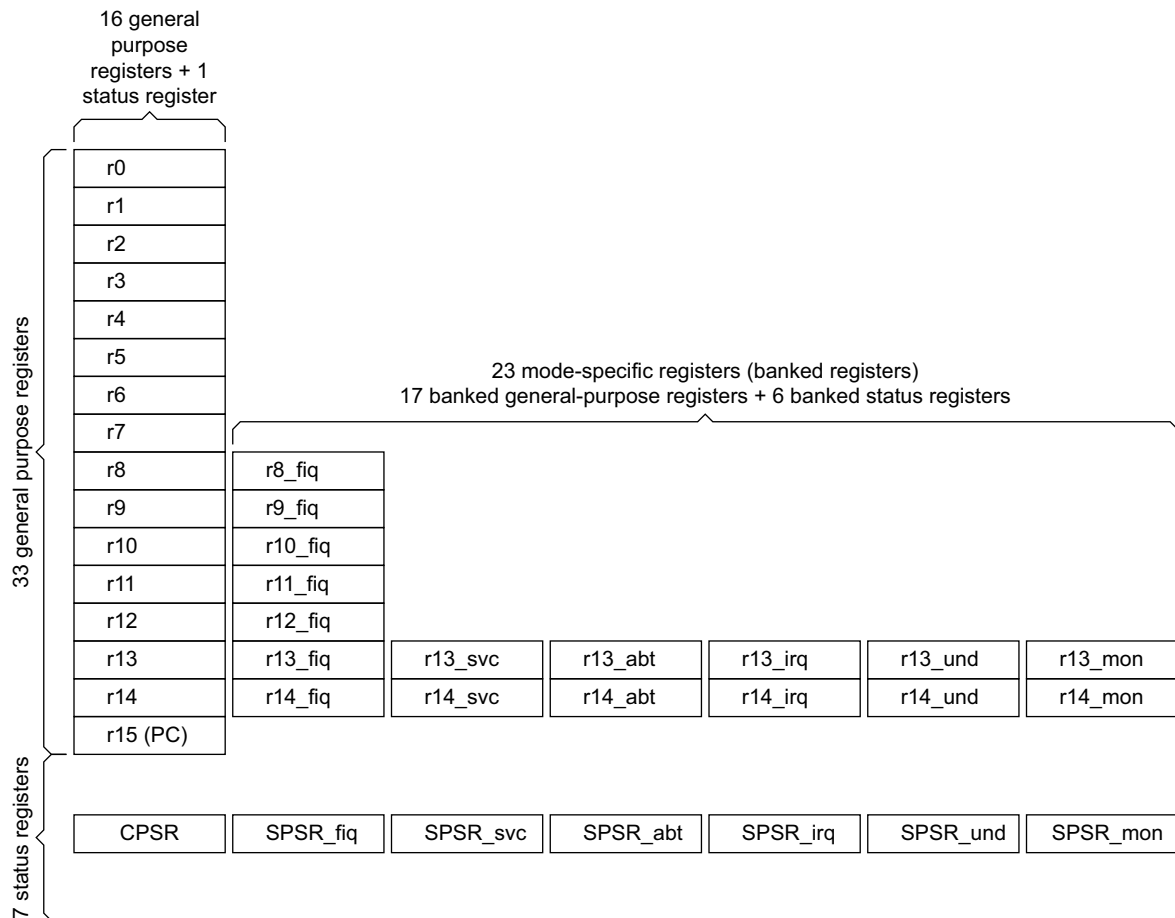 16 general
purpose
registers + 1
status register
33 general purpose registers
r0
r1
r2
r3
r4
r5
r6
r7
23 mode-specific registers (banked registers)
17 banked general-purpose registers + 6 banked status registers
r8 r8_fiq
r9 r9_fiq
r10 r10_fiq
r11 r11_fiq
r12 r12_fiq
r13 r13_fiq r13_svc r13_abt r13_irq r13_und r13_mon
r14 r14_fiq r14_svc r14_abt r14_irq r14_und r14_mon
r15 (PC)
7 status registers
CPSR SPSR_fiq SPSR_svc SPSR_abt SPSR_irq SPSR_und SPSR_mon